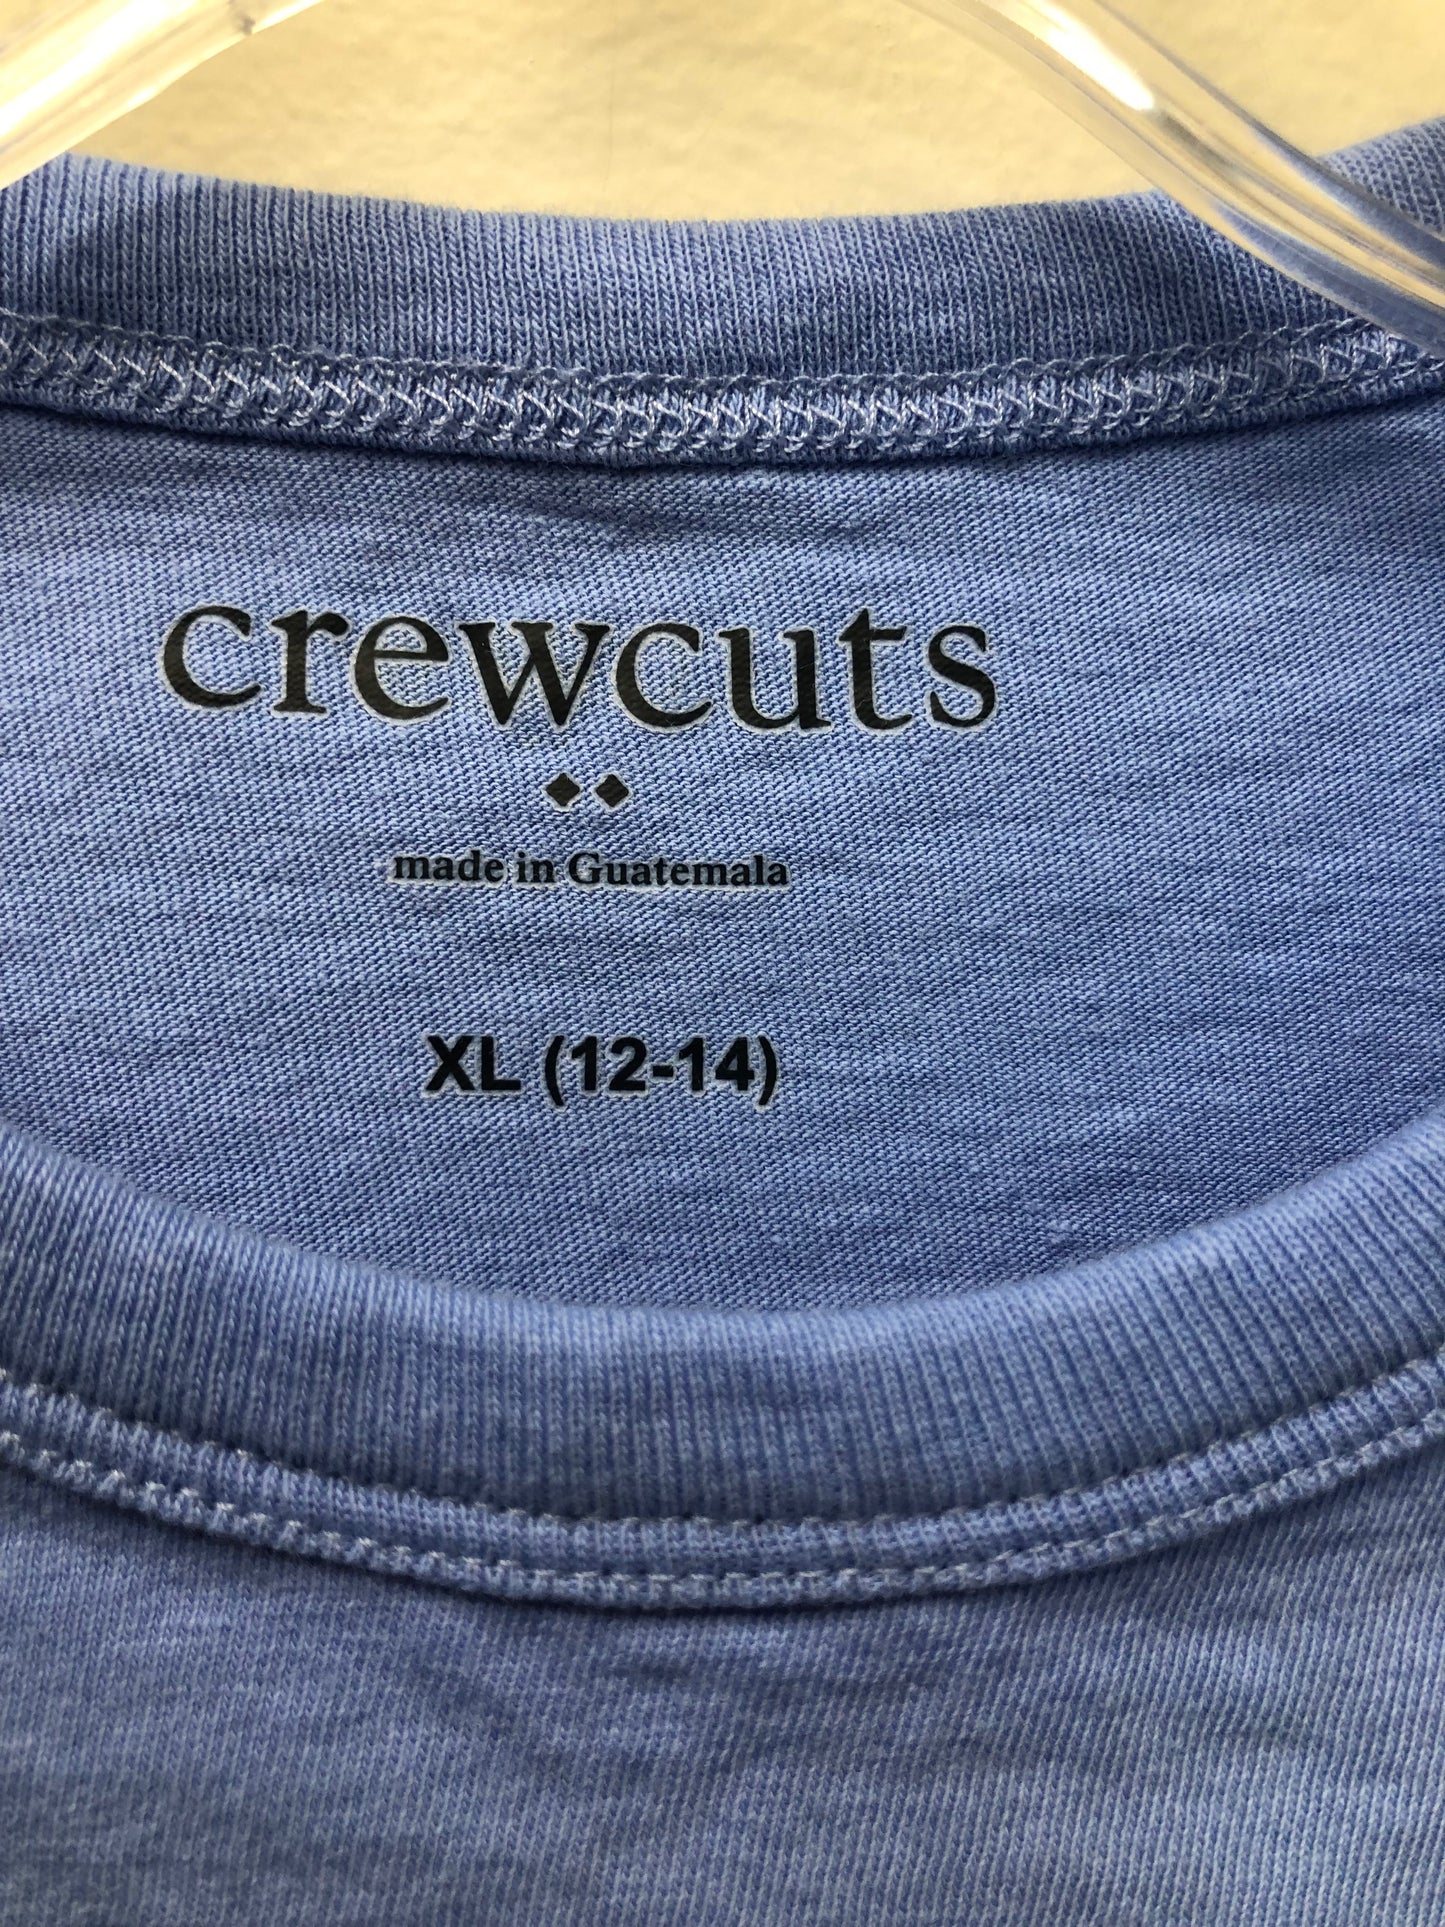 crewcuts
made in Guatemala
XL (12-14)